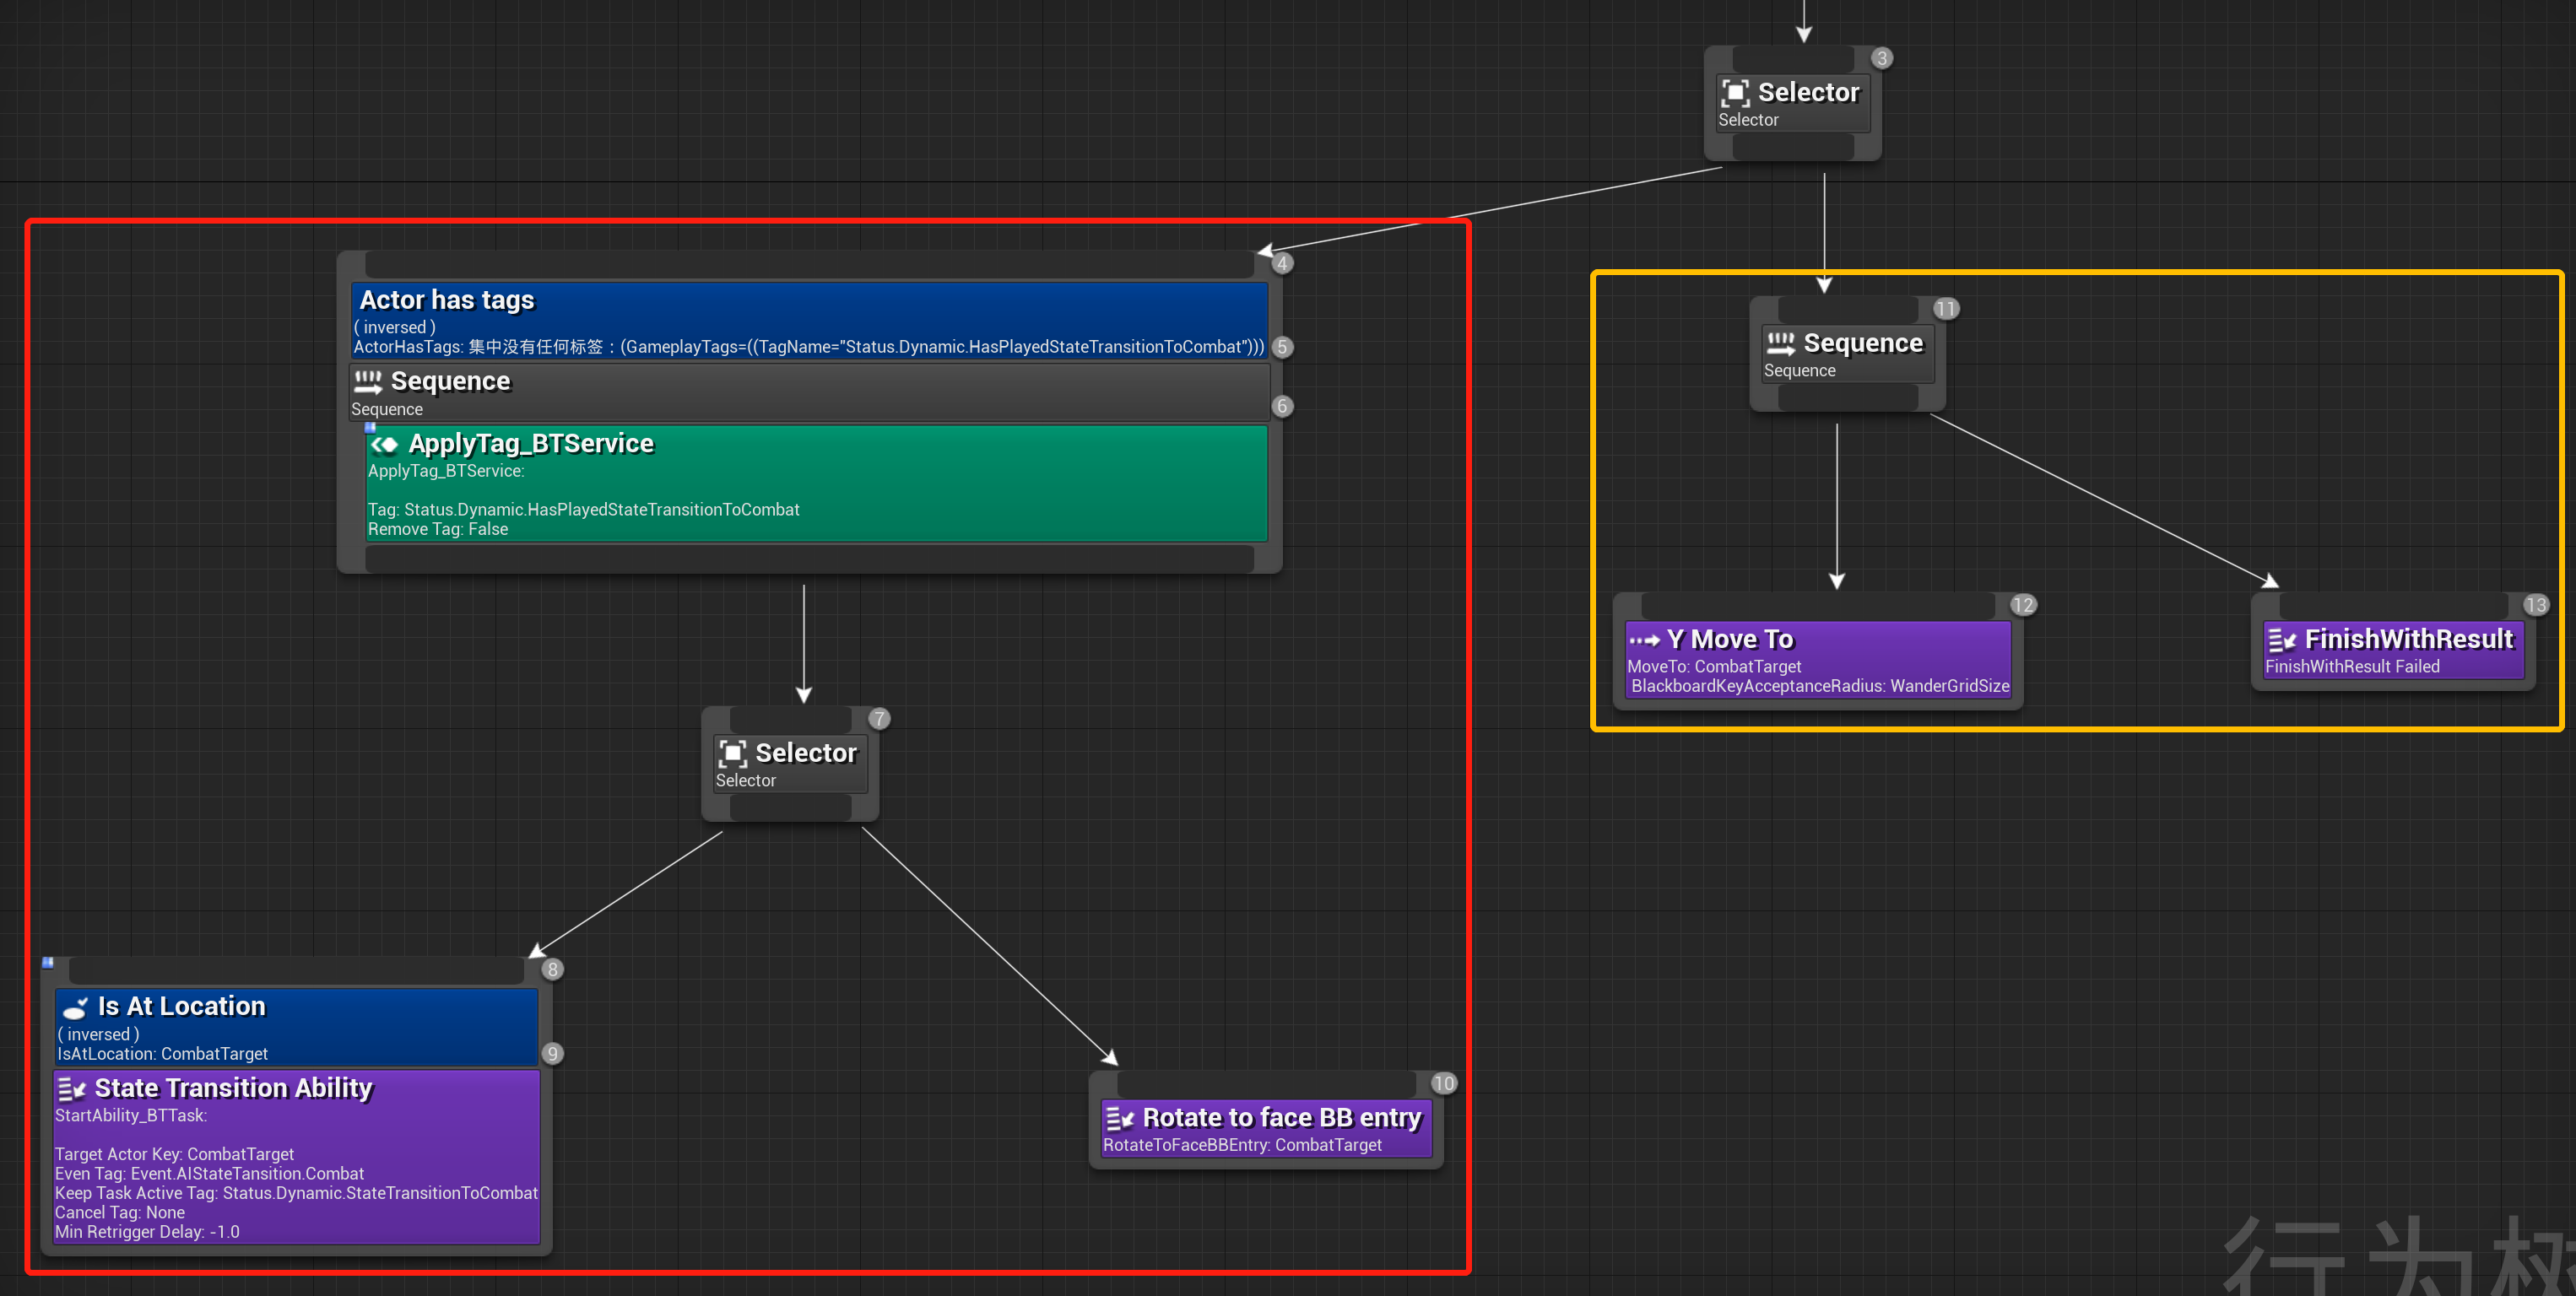 3
Selector
Selector
4
Actor has tags
( inversed )
ActorHasTags: 集中没有任何标签：(GameplayTags=((TagName="Status.Dynamic.HasPlayedStateTransitionToCombat")))
5
Sequence
Sequence
6
ApplyTag_BTService
ApplyTag_BTService:
Tag: Status.Dynamic.HasPlayedStateTransitionToCombat
Remove Tag: False
7
Selector
Selector
8
Is At Location
( inversed )
IsAtLocation: CombatTarget
9
State Transition Ability
StartAbility_BTTask:
Target Actor Key: CombatTarget
Even Tag: Event.AIStateTansition.Combat
Keep Task Active Tag: Status.Dynamic.StateTransitionToCombat
Cancel Tag: None
Min Retrigger Delay: -1.0
10
Rotate to face BB entry
RotateToFaceBBEntry: CombatTarget
11
Sequence
Sequence
12
Y Move To
MoveTo: CombatTarget
BlackboardKeyAcceptanceRadius: WanderGridSize
13
FinishWithResult
FinishWithResult Failed
行为树